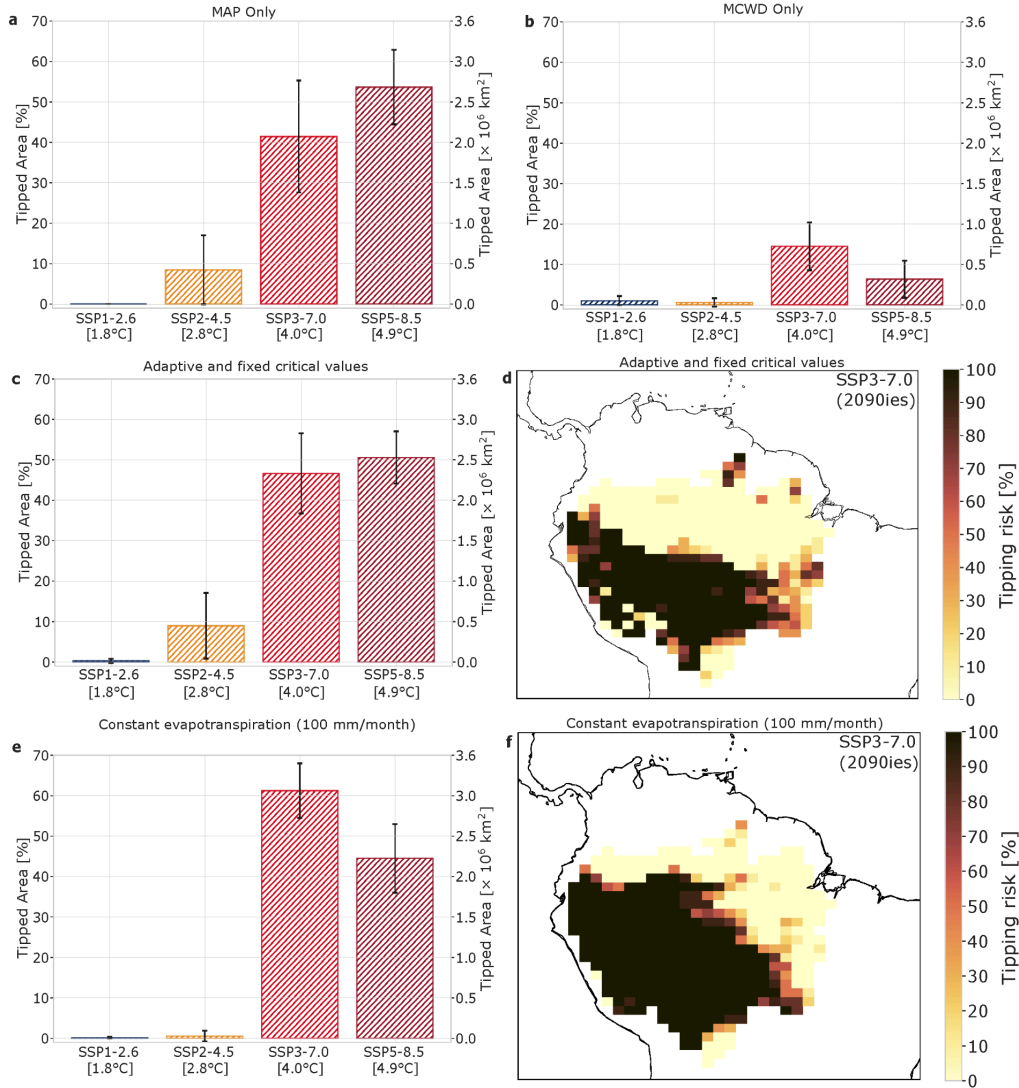 a
MAP Only
Tipped Area [%]
70
60
50
40
30
20
10
0
Tipped Area [× 10⁶ km²]
3.6
3.0
2.4
1.8
1.2
0.5
0.0
SSP1-2.6
[1.8°C]
SSP2-4.5
[2.8°C]
SSP3-7.0
[4.0°C]
SSP5-8.5
[4.9°C]
b
MCWD Only
Tipped Area [%]
70
60
50
40
30
20
10
0
Tipped Area [× 10⁶ km²]
3.6
3.0
2.4
1.8
1.2
0.5
0.0
SSP1-2.6
[1.8°C]
SSP2-4.5
[2.8°C]
SSP3-7.0
[4.0°C]
SSP5-8.5
[4.9°C]
c
Adaptive and fixed critical values
Tipped Area [%]
70
60
50
40
30
20
10
0
Tipped Area [× 10⁶ km²]
3.6
3.0
2.5
2.0
1.5
1.0
0.5
0.0
SSP1-2.6
[1.8°C]
SSP2-4.5
[2.8°C]
SSP3-7.0
[4.0°C]
SSP5-8.5
[4.9°C]
d
Adaptive and fixed critical values
SSP3-7.0
(2090ies)
100
90
80
70
60
50
40
30
20
10
0
Tipping risk [%]
e
Constant evapotranspiration (100 mm/month)
Tipped Area [%]
70
60
50
40
30
20
10
0
Tipped Area [× 10⁶ km²]
3.6
3.0
2.5
2.0
1.5
1.0
0.5
0.0
SSP1-2.6
[1.8°C]
SSP2-4.5
[2.8°C]
SSP3-7.0
[4.0°C]
SSP5-8.5
[4.9°C]
f
Constant evapotranspiration (100 mm/month)
SSP3-7.0
(2090ies)
100
90
80
70
60
50
40
30
20
10
0
Tipping risk [%]